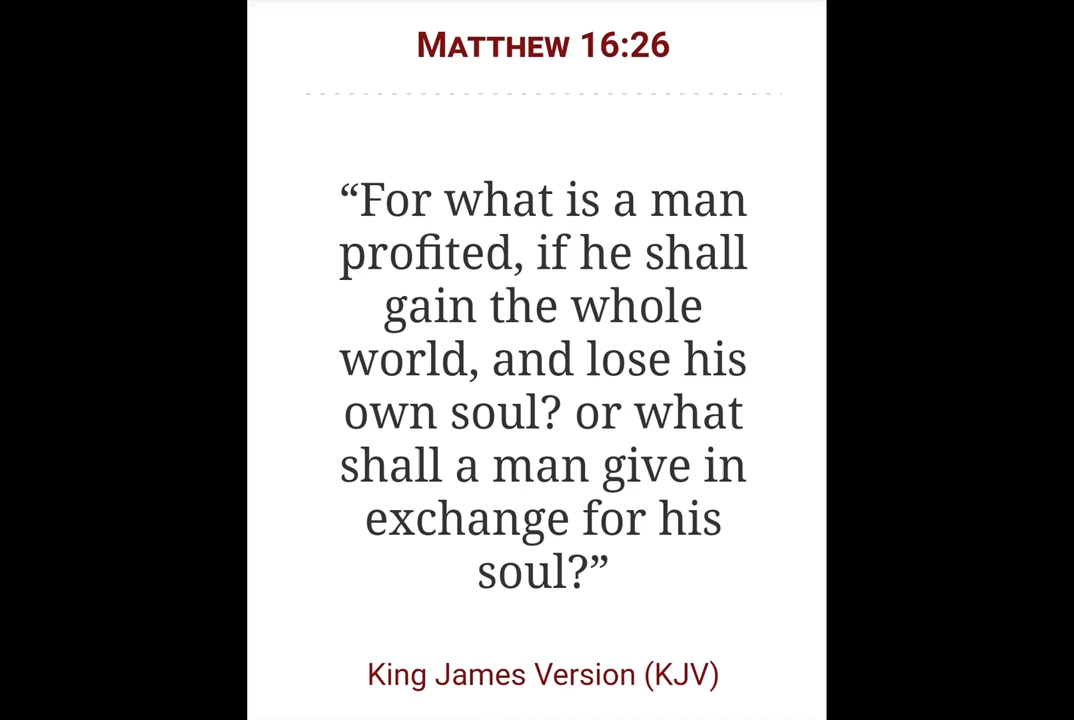 MATTHEW 16:26
“For what is a man
profited, if he shall
gain the whole
world, and lose his
own soul? or what
shall a man give in
exchange for his
soul?”
King James Version (KJV)